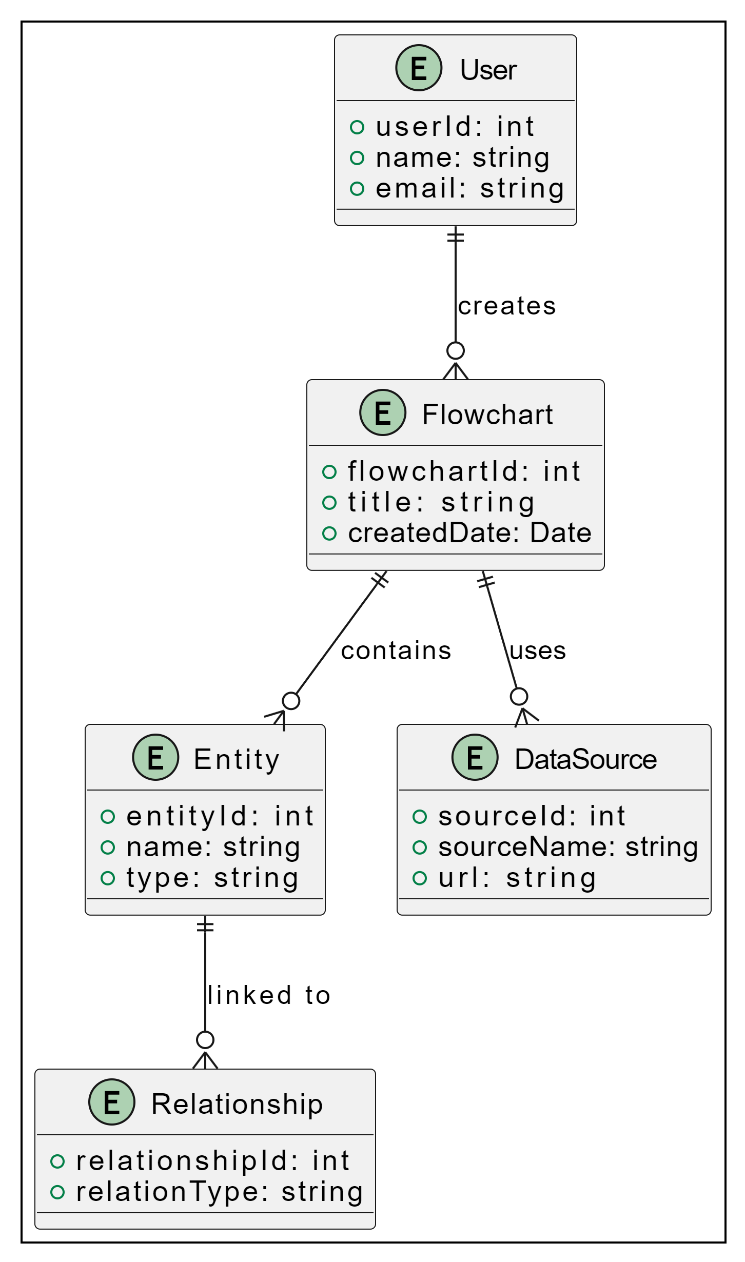 E User
userId: int
name: string
email: string
creates
E Flowchart
flowchartId: int
title: string
createdDate: Date
contains
uses
E Entity
entityId: int
name: string
type: string
E DataSource
sourceId: int
sourceName: string
url: string
linked to
E Relationship
relationshipId: int
relationType: string